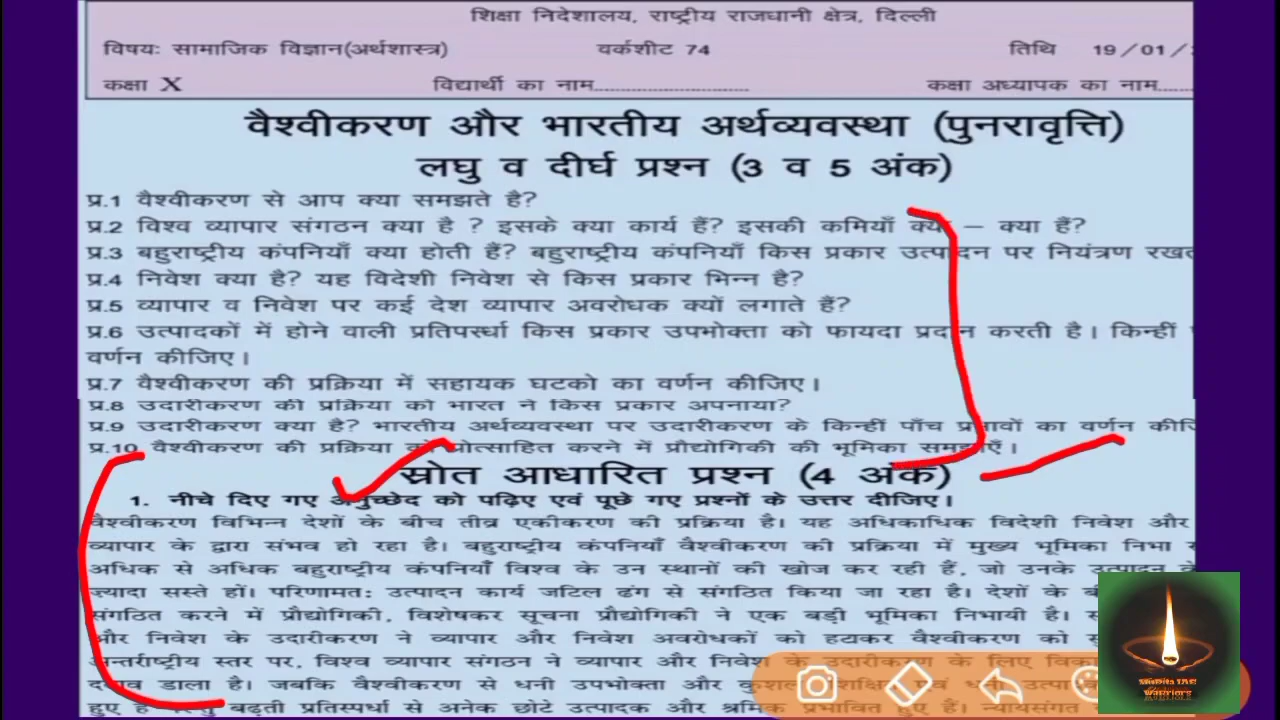 शिक्षा निदेशालय, राष्ट्रीय राजधानी क्षेत्र, दिल्ली
विषयः सामाजिक विज्ञान(अर्थशास्त्र) वर्कशीट 74 तिथि 19/01/
कक्षा X विद्यार्थी का नाम........................ कक्षा अध्यापक का नाम......
वैश्वीकरण और भारतीय अर्थव्यवस्था (पुनरावृत्ति)
लघु व दीर्घ प्रश्न (3 व 5 अंक)
प्र.1 वैश्वीकरण से आप क्या समझते है?
प्र.2 विश्व व्यापार संगठन क्या है ? इसके क्या कार्य हैं? इसकी कमियाँ क्या – क्या हैं?
प्र.3 बहुराष्ट्रीय कंपनियाँ क्या होती हैं? बहुराष्ट्रीय कंपनियाँ किस प्रकार उत्पादन पर नियंत्रण
प्र.4 निवेश क्या है? यह विदेशी निवेश से किस प्रकार भिन्न है?
प्र.5 व्यापार व निवेश पर कई देश व्यापार अवरोधक क्यों लगाते हैं?
प्र.6 उत्पादकों में होने वाली प्रतिपर्स्धा किस प्रकार उपभोक्ता को फायदा प्रदान करती है। किन्हीं
वर्णन कीजिए।
प्र.7 वैश्वीकरण की प्रक्रिया में सहायक घटको का वर्णन कीजिए।
प्र.8 उदारीकरण की प्रक्रिया को भारत ने किस प्रकार अपनाया?
प्र.9 उदारीकरण क्या है? भारतीय अर्थव्यवस्था पर उदारीकरण के किन्हीं पाँच प्रभावों का वर्णन
प्र.10 वैश्वीकरण की प्रक्रिया को प्रोत्साहित करने में प्रौद्योगिकी की भूमिका समझाएँ।
स्रोत आधारित प्रश्न (4 अंक)
1. नीचे दिए गए अनुच्छेद को पढ़िए एवं पूछे गए प्रश्नों के उत्तर दीजिए।
वैश्वीकरण विभिन्न देशों के बीच तीव्र एकीकरण की प्रक्रिया है। यह अधिकाधिक विदेशी निवेश और
व्यापार के द्वारा संभव हो रहा है। बहुराष्ट्रीय कंपनियाँ वैश्वीकरण की प्रक्रिया में मुख्य भूमिका निभा
अधिक से अधिक बहुराष्ट्रीय कंपनियाँ विश्व के उन स्थानों की खोज कर रही हैं, जो उनके उत्पादन के
ज़्यादा सस्ते हों। परिणामतः उत्पादन कार्य जटिल ढंग से संगठित किया जा रहा है। देशों के
संगठित करने में प्रौद्योगिकी, विशेषकर सूचना प्रौद्योगिकी ने एक बड़ी भूमिका निभायी है।
और निवेश के उदारीकरण ने व्यापार और निवेश अवरोधकों को हटाकर वैश्वीकरण को
अन्तर्राष्ट्रीय स्तर पर, विश्व व्यापार संगठन ने व्यापार और निवेश के उदारीकरण के लिए
दबाव डाला है। जबकि वैश्वीकरण से धनी उपभोक्ता और कुशल, शिक्षित एवं
हुए हैं परन्तु बढ़ती प्रतिस्पर्धा से अनेक छोटे उत्पादक और श्रमिक प्रभावित हुए हैं। न्यायसंगत